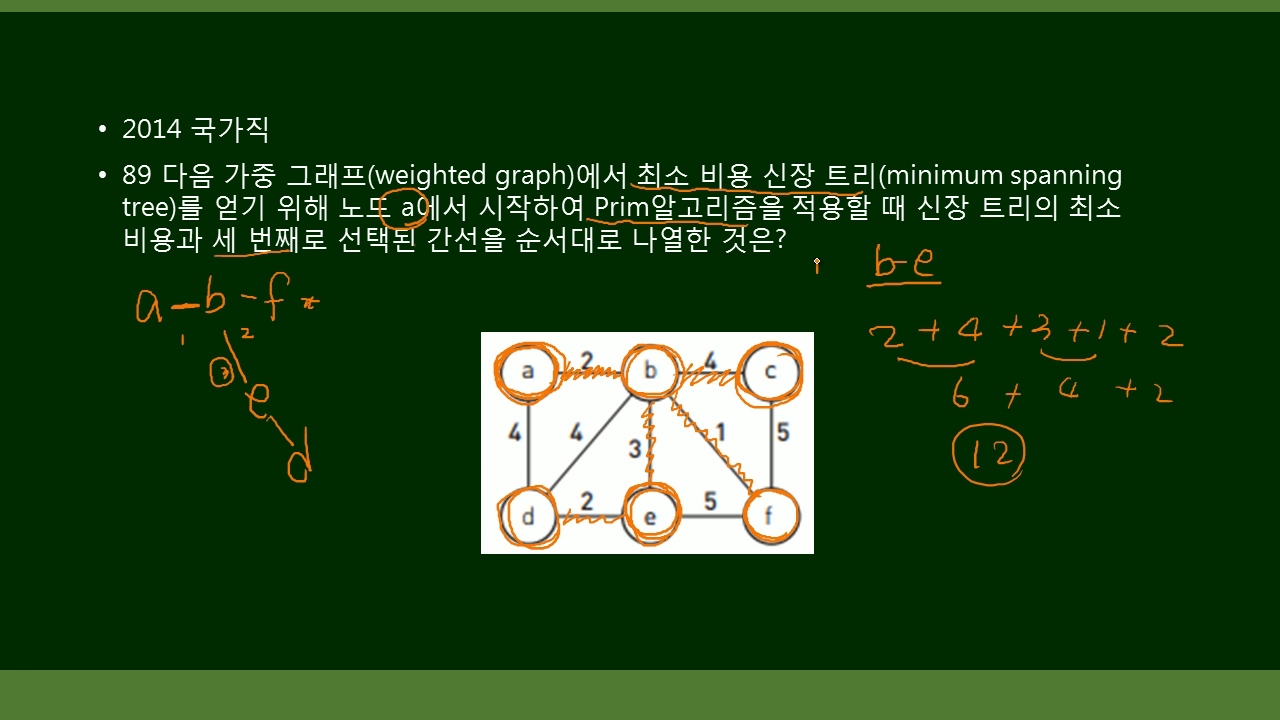 • 2014 국가직
• 89 다음 가중 그래프(weighted graph)에서 최소 비용 신장 트리(minimum spanning
tree)를 얻기 위해 노드 a에서 시작하여 Prim알고리즘을 적용할 때 신장 트리의 최소
비용과 세 번째로 선택된 간선을 순서대로 나열한 것은?
b-e
a - b - f
1 2
3
e
d
2 + 4 + 3 + 1 + 2
6 + 4 + 2
12
a 2 b 4 c
4 4 3 1 5
d 2 e 5 f